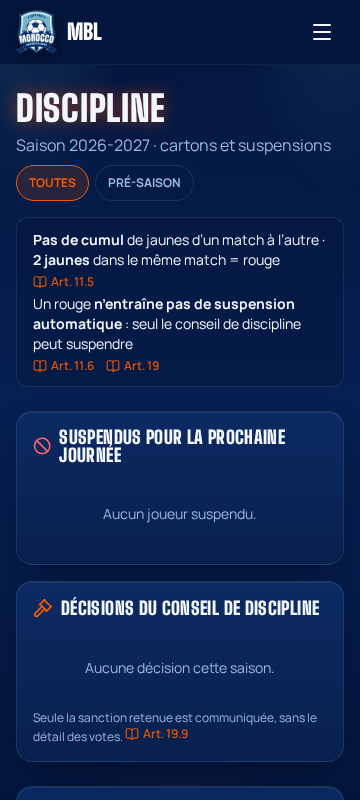 MOROCCO
MBL
DISCIPLINE
Saison 2026-2027 · cartons et suspensions
TOUTES
PRÉ-SAISON
Pas de cumul de jaunes d'un match à l'autre ·
2 jaunes dans le même match = rouge
Art. 11.5
Un rouge n'entraîne pas de suspension
automatique : seul le conseil de discipline
peut suspendre
Art. 11.6 Art. 19
SUSPENDUS POUR LA PROCHAINE
JOURNÉE
Aucun joueur suspendu.
DÉCISIONS DU CONSEIL DE DISCIPLINE
Aucune décision cette saison.
Seule la sanction retenue est communiquée, sans le
détail des votes. Art. 19.9